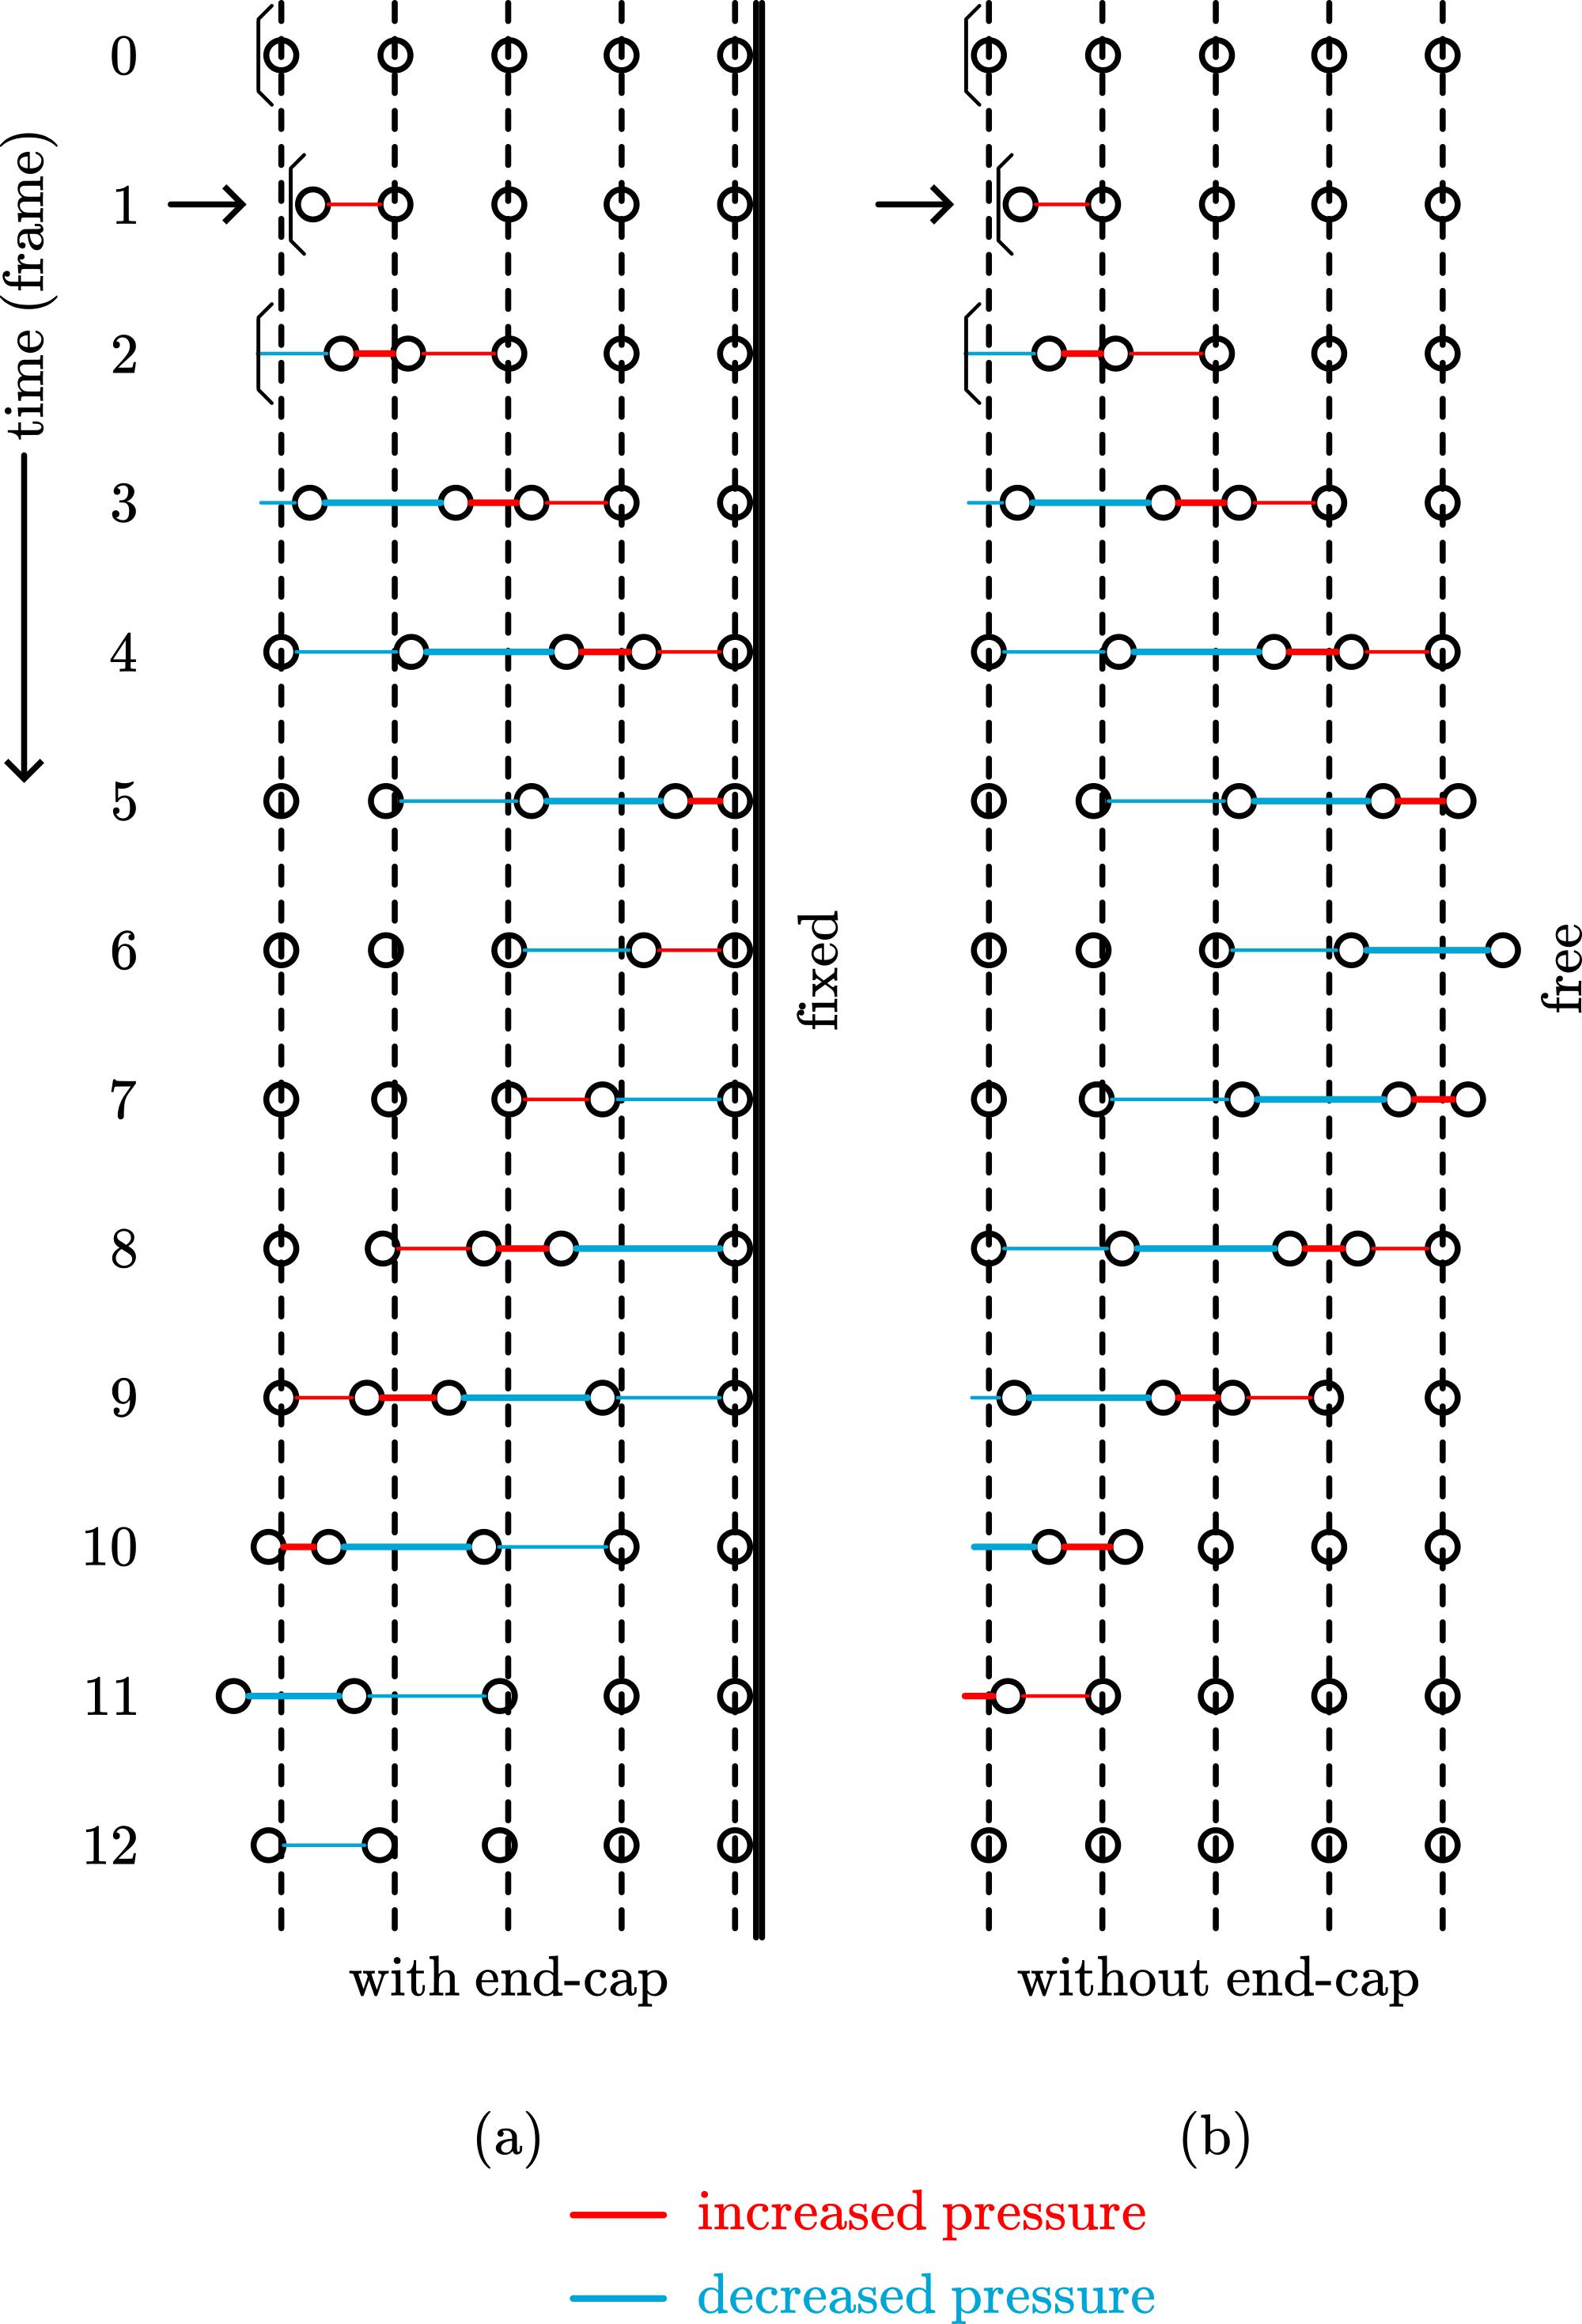 time (frame)
0
1
2
3
4
5
6
7
8
9
10
11
12
fixed
free
with end-cap
without end-cap
(a)
(b)
increased pressure
decreased pressure